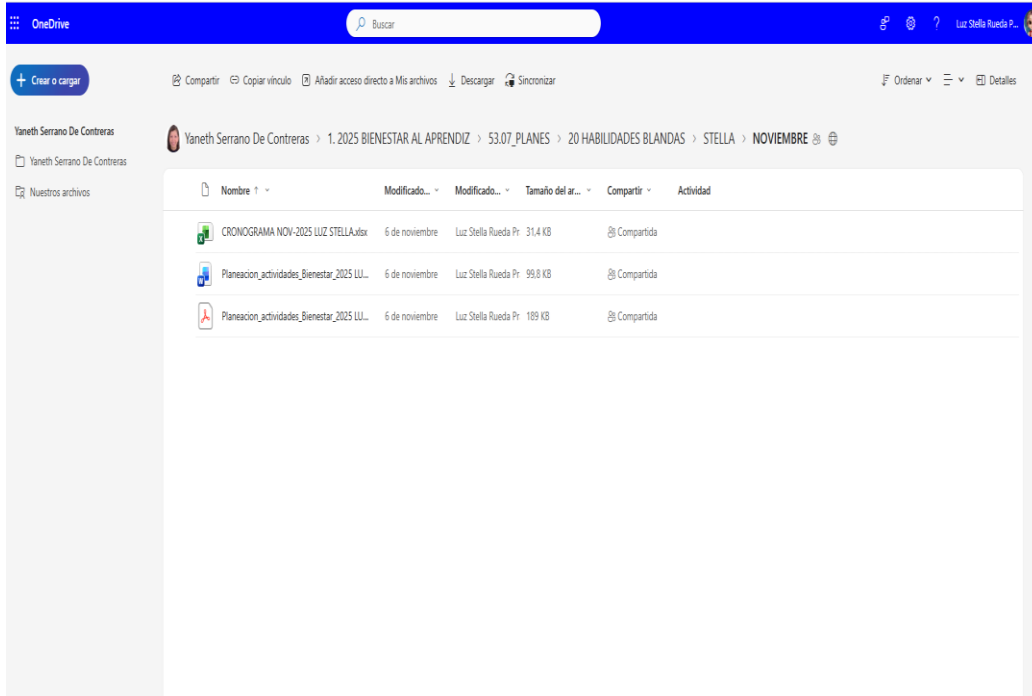 OneDrive
Buscar
Luz Stella Rueda P...
Crear o cargar
Compartir Copiar vínculo Añadir acceso directo a Mis archivos Descargar Sincronizar
Ordenar Detalles
Yaneth Serrano De Contreras
Yaneth Serrano De Contreras
Nuestros archivos
Yaneth Serrano De Contreras > 1. 2025 BIENESTAR AL APRENDIZ > 53.07_PLANES > 20 HABILIDADES BLANDAS > STELLA > NOVIEMBRE
Nombre ↑ Modificado... Modificado... Tamaño del ar... Compartir Actividad
CRONOGRAMA NOV-2025 LUZ STELLA.xlsx 6 de noviembre Luz Stella Rueda Pr 31,4 KB Compartida
Planeacion_actividades_Bienestar_2025 LU... 6 de noviembre Luz Stella Rueda Pr 99,8 KB Compartida
Planeacion_actividades_Bienestar_2025 LU... 6 de noviembre Luz Stella Rueda Pr 189 KB Compartida